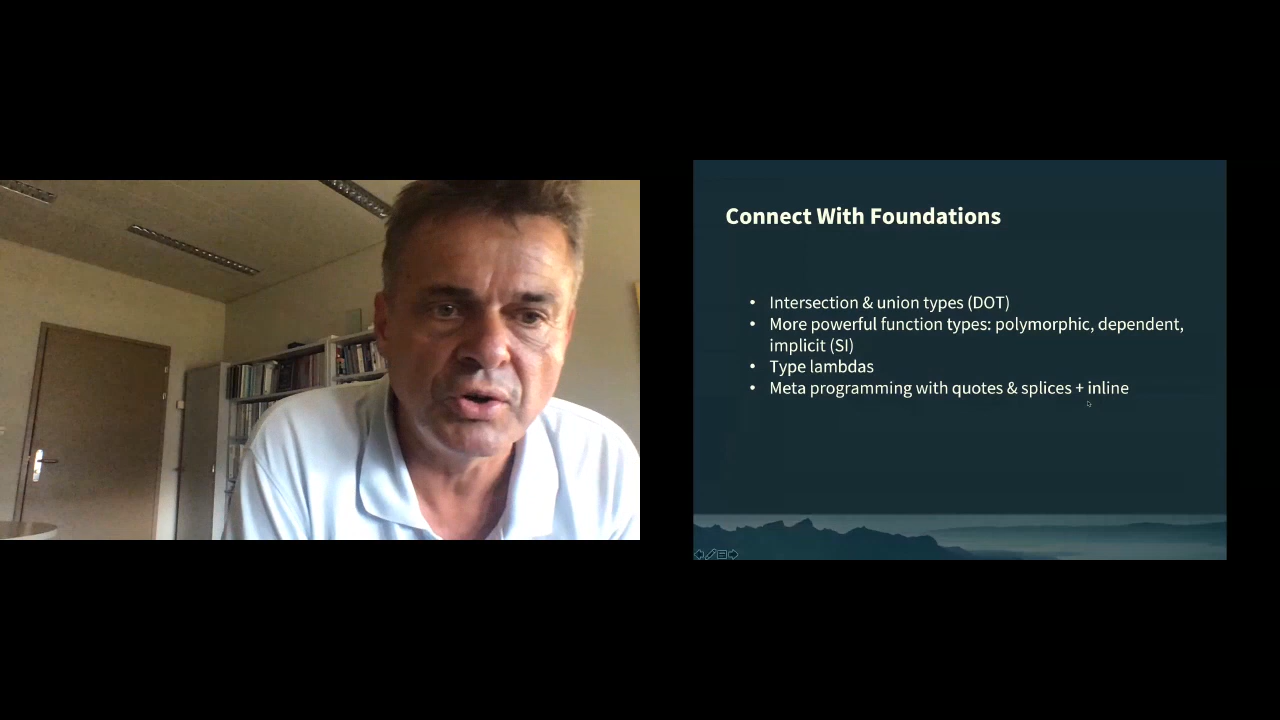 Connect With Foundations
• Intersection & union types (DOT)
• More powerful function types: polymorphic, dependent,
implicit (SI)
• Type lambdas
• Meta programming with quotes & splices + inline